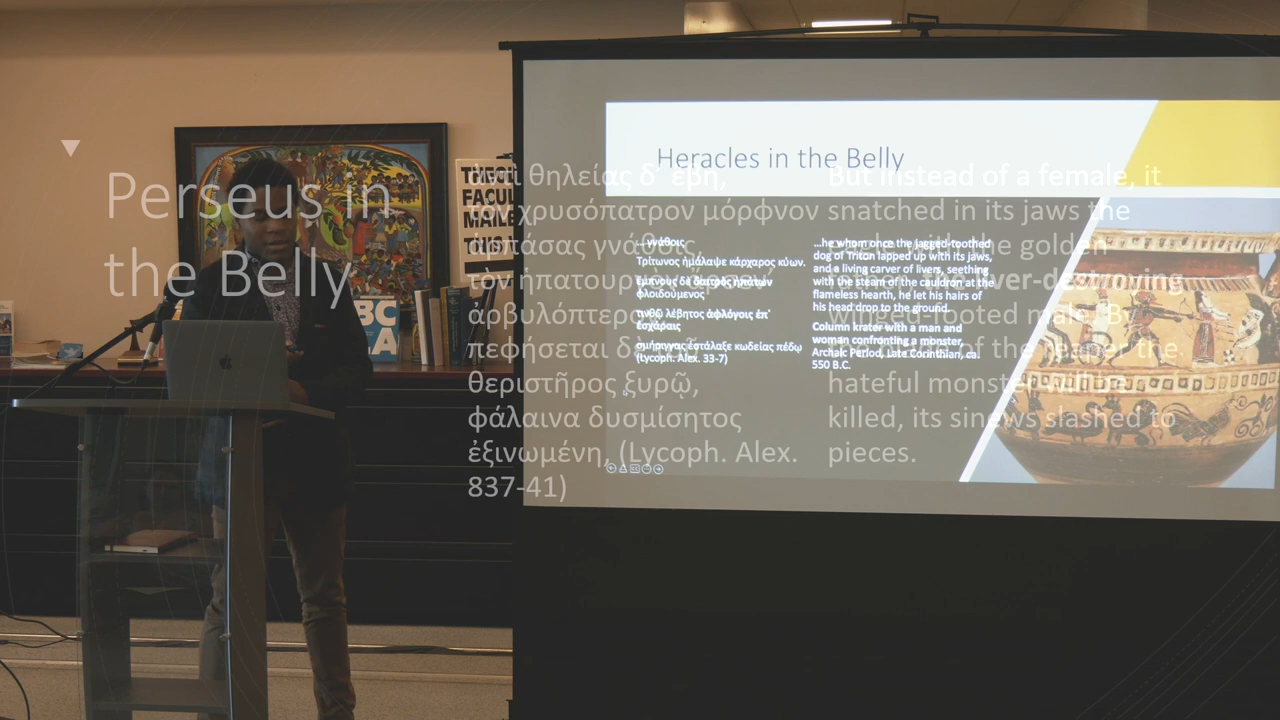 Perseus in
the Belly
Heracles in the Belly
θηλείας δ' ἔβη,
τὸν χρυσόπατρον μόρφνον
ἁρπάσας γνάθοις,
τὸν ἡπατουργὸν
ἀρβυλόπτερον
πεφήσεται
θεριστῆρος ξυρῷ,
φάλαινα δυσμίσητος
ἐξινωμένη, (Lycoph. Alex.
837-41)
But instead of a female, it
snatched in its jaws the
golden
-destroying
-footed male. By
of the reaper the
hateful monster will be
killed, its sinews slashed to
pieces.
...γνάθοις
Τρίτωνος ἠμάλαψε κάρχαρος κύων.
ἔμπνους δὲ δαιτρὸς ἡπάτων
φλοιδούμενος
τινθῷ λέβητος ἀφλόγοις ἐπ'
ἐσχάραις
σμήριγγας ἐστάλαξε κωδείας πέδῳ
(Lycoph. Alex. 33-7)
...he whom once the jagged-toothed
dog of Triton lapped up with its jaws,
and a living carver of livers, seething
with the steam of the cauldron at the
flameless hearth, he let his hairs of
his head drop to the ground.
Column krater with a man and
woman confronting a monster,
Archaic Period, Late Corinthian, ca.
550 B.C.